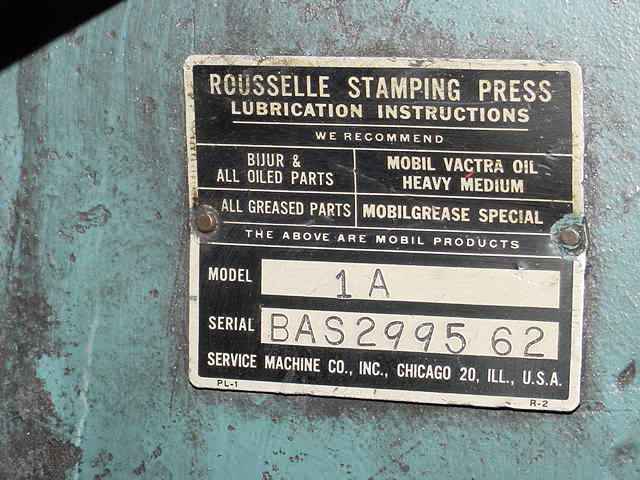 ROUSSELLE STAMPING PRESS
LUBRICATION INSTRUCTIONS
WE RECOMMEND
BIJUR &
ALL OILED PARTS
MOBIL VACTRA OIL
HEAVY MEDIUM
ALL GREASED PARTS
MOBILGREASE SPECIAL
THE ABOVE ARE MOBIL PRODUCTS
MODEL 1A
SERIAL BAS2995 62
SERVICE MACHINE CO., INC., CHICAGO 20, ILL., U.S.A.
PL-1 R-2